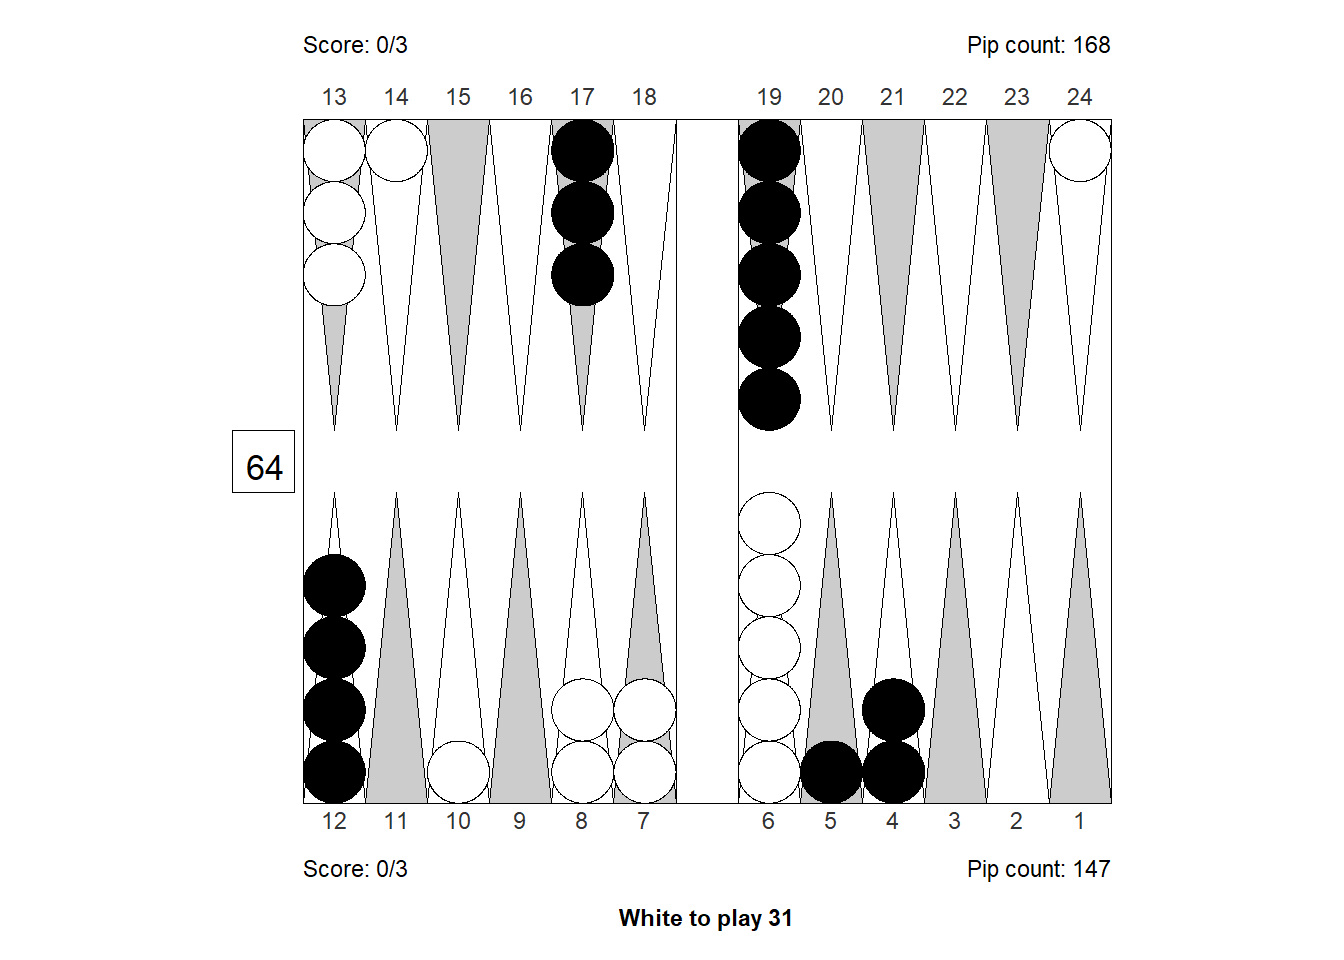 Score: 0/3 Pip count: 168
13 14 15 16 17 18 19 20 21 22 23 24
64
12 11 10 9 8 7 6 5 4 3 2 1
Score: 0/3 Pip count: 147
White to play 31